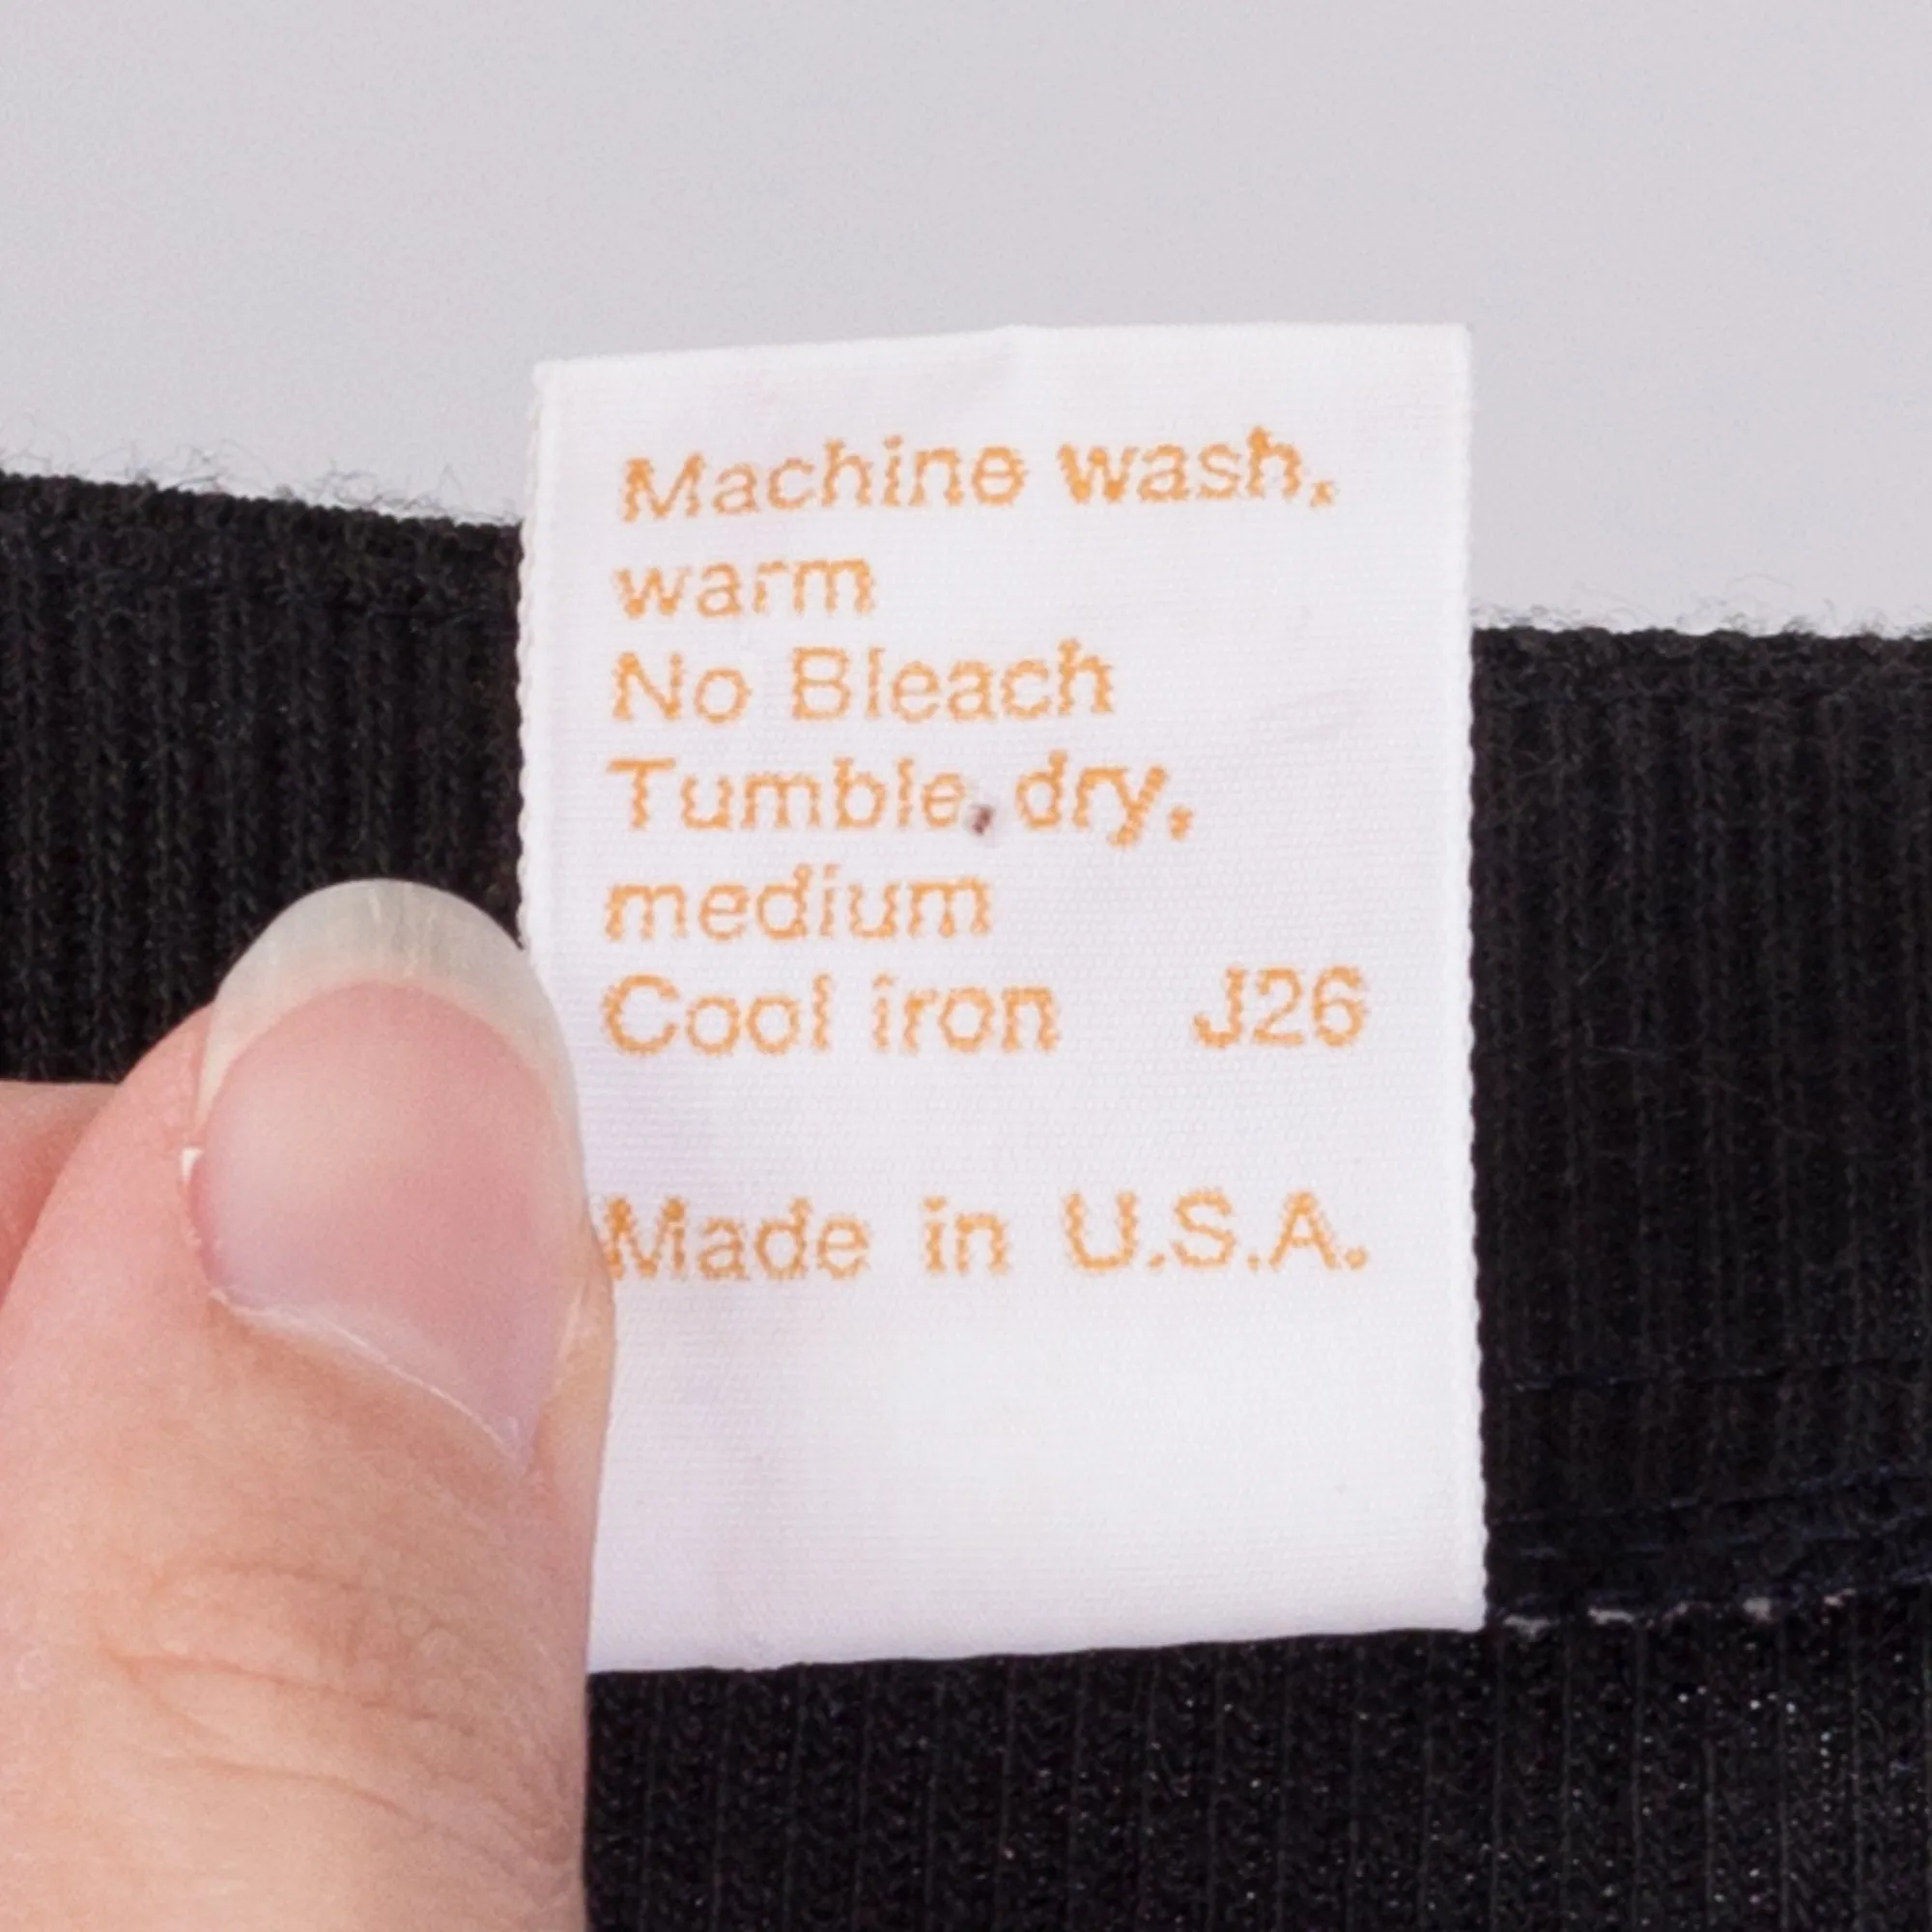 Machine wash,
warm
No Bleach
Tumble, dry,
medium
Cool iron J26
Made in U.S.A.